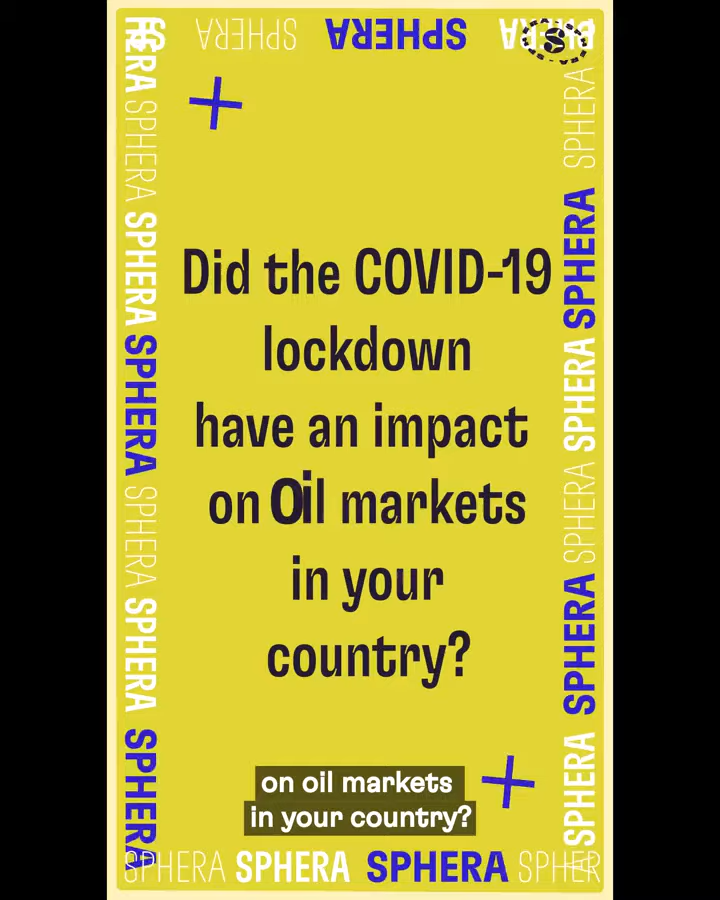 SPHERA SPHERA SPHERA
Did the COVID-19
lockdown
have an impact
on Oil markets
in your
country?
on oil markets
in your country?
SPHERA SPHERA SPHERA SPHERA SPHERA SPHERA
SPHERA SPHERA SPHERA SPHERA SPHERA SPHERA
SPHERA SPHERA SPHERA SPHER